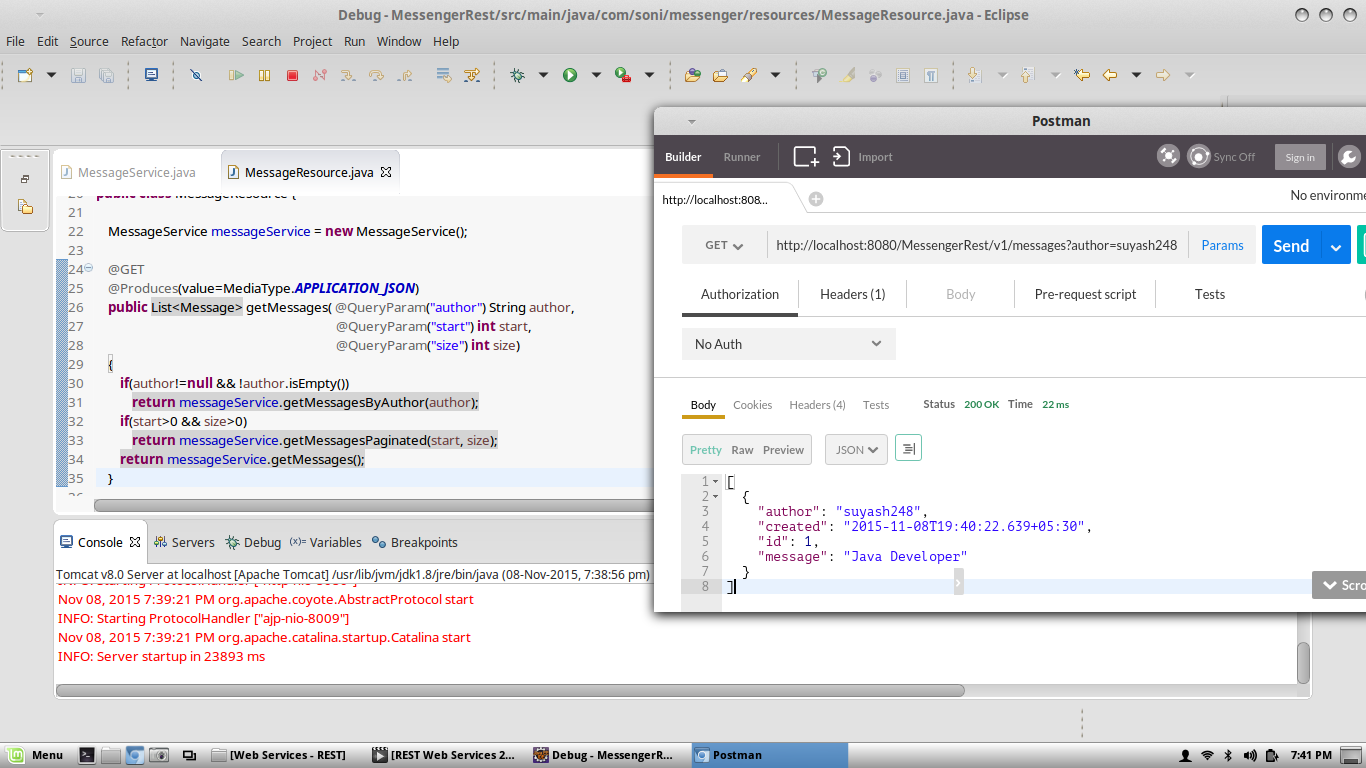 Debug - MessengerRest/src/main/java/com/soni/messenger/resources/MessageResource.java - Eclipse
File Edit Source Refactor Navigate Search Project Run Window Help
MessageService.java MessageResource.java
21
22 MessageService messageService = new MessageService();
23
24 @GET
25 @Produces(value=MediaType.APPLICATION_JSON)
26 public List<Message> getMessages( @QueryParam("author") String author,
27 @QueryParam("start") int start,
28 @QueryParam("size") int size)
29 {
30 if(author!=null && !author.isEmpty())
31 return messageService.getMessagesByAuthor(author);
32 if(start>0 && size>0)
33 return messageService.getMessagesPaginated(start, size);
34 return messageService.getMessages();
35 }
Console Servers Debug (x)= Variables Breakpoints
Tomcat v8.0 Server at localhost [Apache Tomcat] /usr/lib/jvm/jdk1.8/jre/bin/java (08-Nov-2015, 7:38:56 pm)
Nov 08, 2015 7:39:21 PM org.apache.coyote.AbstractProtocol start
INFO: Starting ProtocolHandler ["ajp-nio-8009"]
Nov 08, 2015 7:39:21 PM org.apache.catalina.startup.Catalina start
INFO: Server startup in 23893 ms
Postman
Builder Runner Import Sync Off Sign in
http://localhost:808... No environme
GET http://localhost:8080/MessengerRest/v1/messages?author=suyash248 Params Send
Authorization Headers (1) Body Pre-request script Tests
No Auth
Body Cookies Headers (4) Tests Status 200 OK Time 22 ms
Pretty Raw Preview JSON
1 [
2 {
3 "author": "suyash248",
4 "created": "2015-11-08T19:40:22.639+05:30",
5 "id": 1,
6 "message": "Java Developer"
7 }
8 ]
Scro
Menu [Web Services - REST] [REST Web Services 2... Debug - MessengerR... Postman 7:41 PM